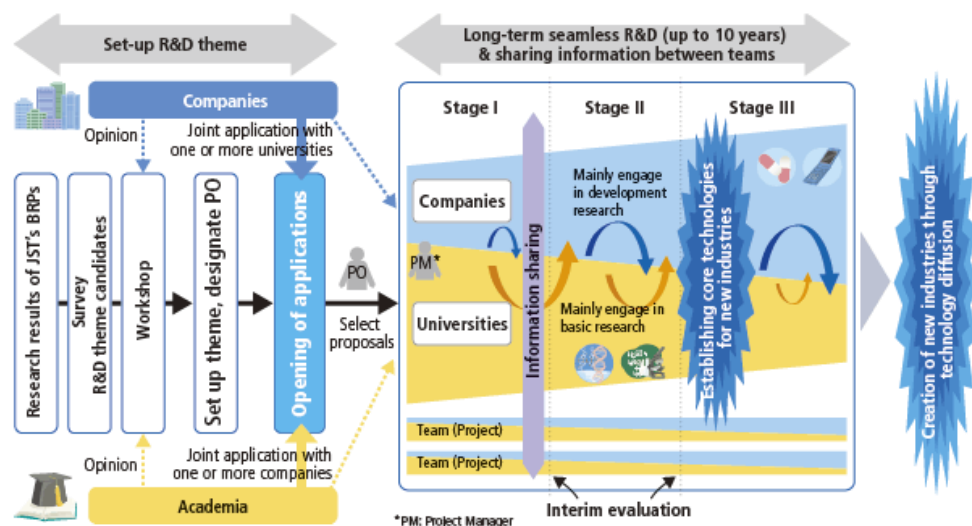 Set-up R&D theme
Long-term seamless R&D (up to 10 years)
& sharing information between teams
Companies
Opinion
Joint application with
one or more universities
Research results of JST's BRPs
Survey
R&D theme candidates
Workshop
Set up theme, designate PO
Opening of applications
PO
Select
proposals
Opinion
Joint application with
one or more companies
Academia
Stage I
Stage II
Stage III
Companies
PM*
Universities
Information sharing
Mainly engage in
development research
Mainly engage in
basic research
Establishing core technologies
for new industries
Team (Project)
Team (Project)
Interim evaluation
*PM: Project Manager
Creation of new industries through
technology diffusion